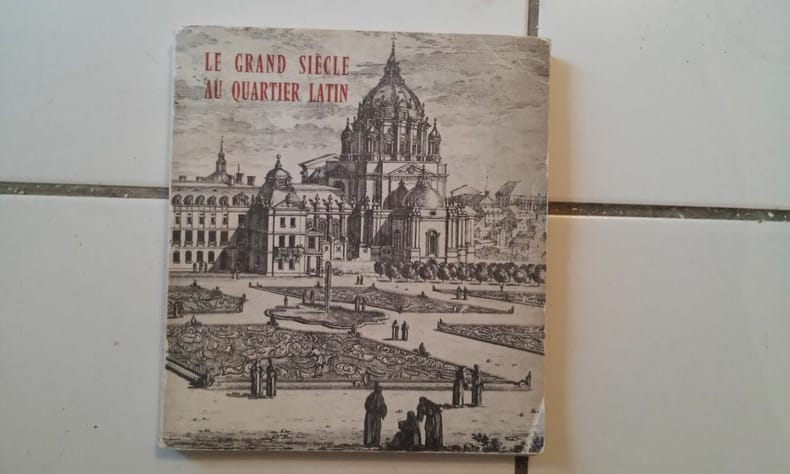 LE GRAND SIÈCLE
AU QUARTIER LATIN